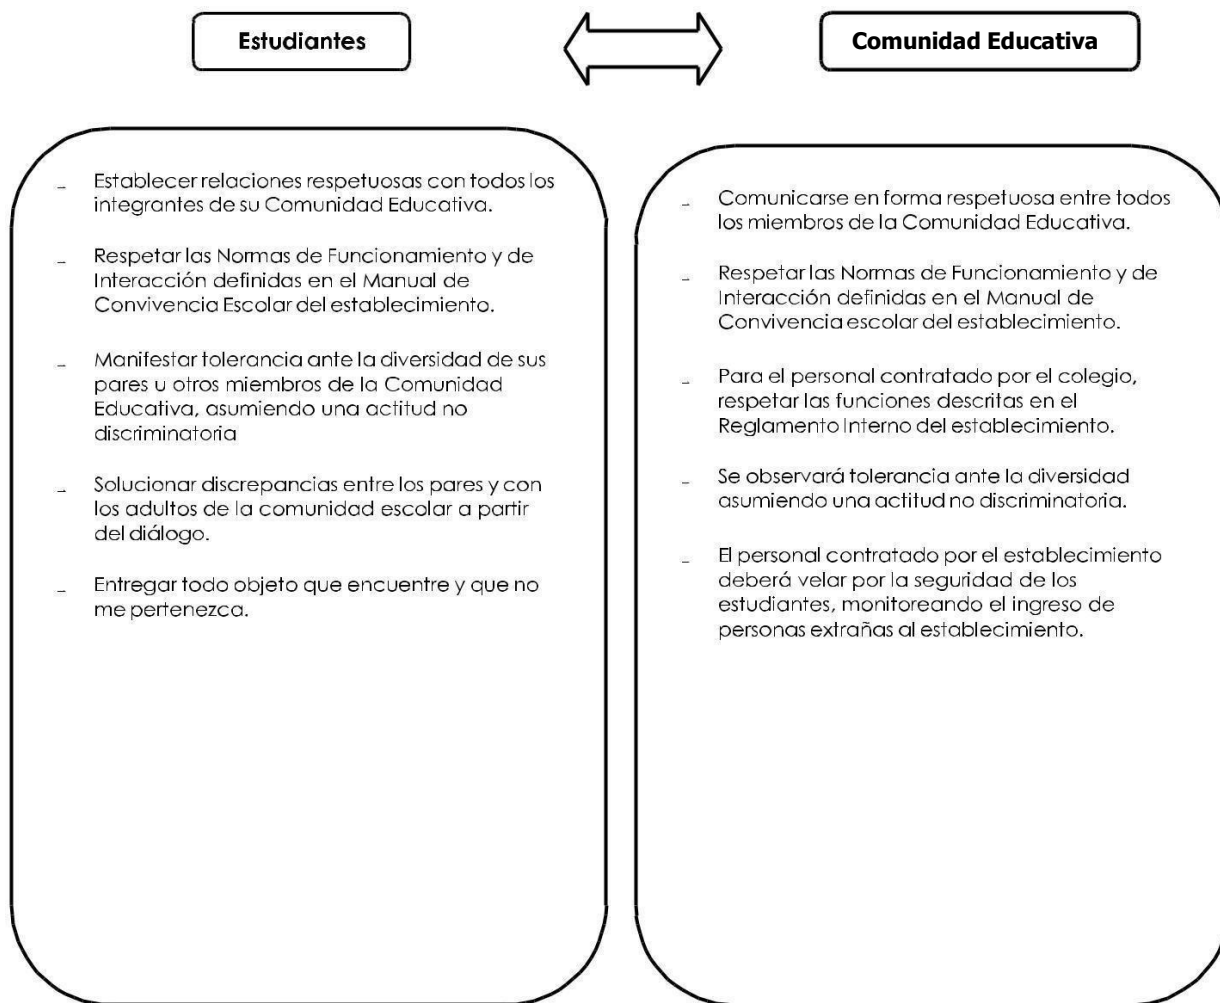 Estudiantes
Comunidad Educativa
_ Establecer relaciones respetuosas con todos los
integrantes de su Comunidad Educativa.
_ Respetar las Normas de Funcionamiento y de
Interacción definidas en el Manual de
Convivencia Escolar del establecimiento.
_ Manifestar tolerancia ante la diversidad de sus
pares u otros miembros de la Comunidad
Educativa, asumiendo una actitud no
discriminatoria
_ Solucionar discrepancias entre los pares y con
los adultos de la comunidad escolar a partir
del diálogo.
_ Entregar todo objeto que encuentre y que no
me pertenezca.
_ Comunicarse en forma respetuosa entre todos
los miembros de la Comunidad Educativa.
_ Respetar las Normas de Funcionamiento y de
Interacción definidas en el Manual de
Convivencia escolar del establecimiento.
_ Para el personal contratado por el colegio,
respetar las funciones descritas en el
Reglamento Interno del establecimiento.
_ Se observará tolerancia ante la diversidad
asumiendo una actitud no discriminatoria.
_ El personal contratado por el establecimiento
deberá velar por la seguridad de los
estudiantes, monitoreando el ingreso de
personas extrañas al establecimiento.